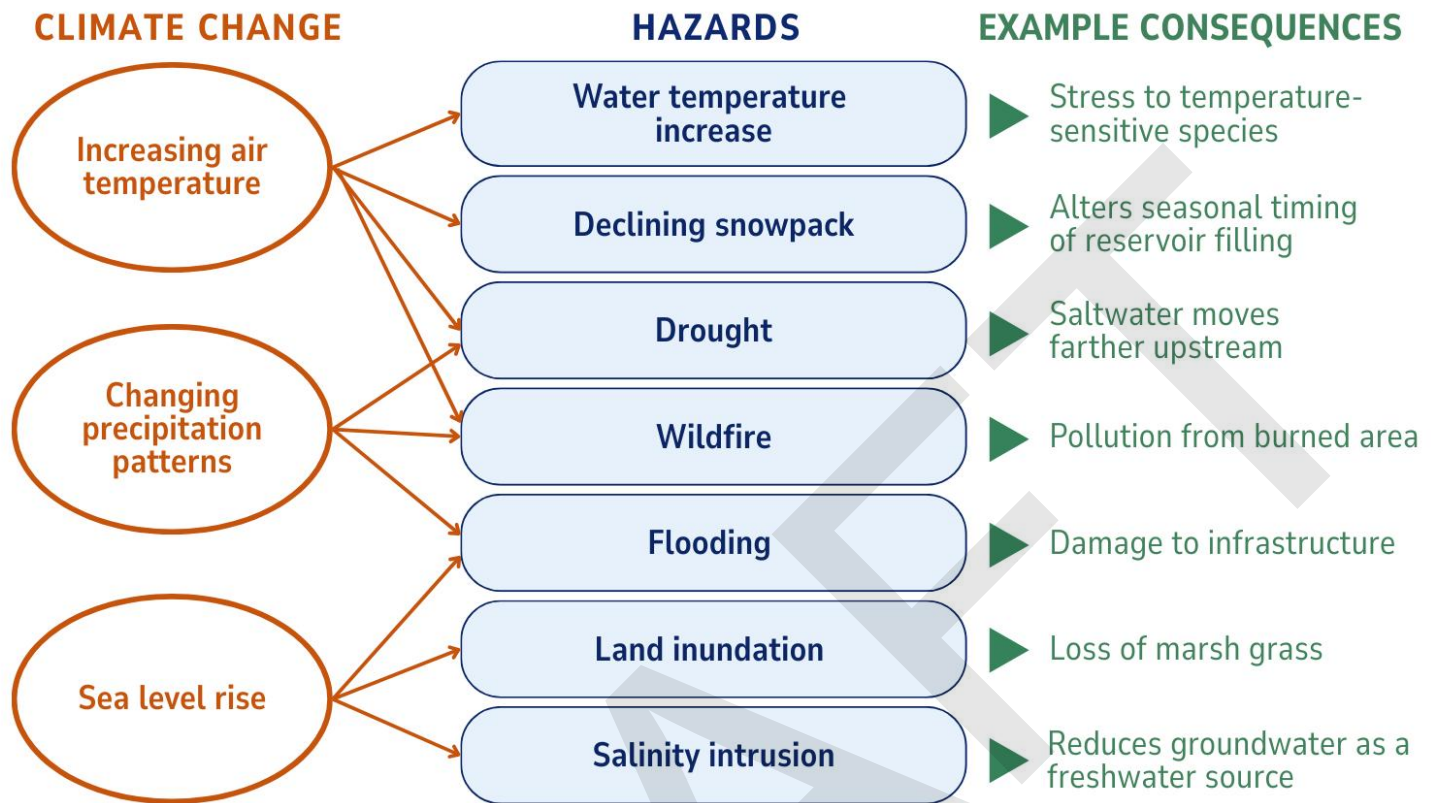 CLIMATE CHANGE
HAZARDS
EXAMPLE CONSEQUENCES
Increasing air
temperature
Changing
precipitation
patterns
Sea level rise
Water temperature
increase
Stress to temperature-
sensitive species
Declining snowpack
Alters seasonal timing
of reservoir filling
Drought
Saltwater moves
farther upstream
Wildfire
Pollution from burned area
Flooding
Damage to infrastructure
Land inundation
Loss of marsh grass
Salinity intrusion
Reduces groundwater as a
freshwater source
AFT